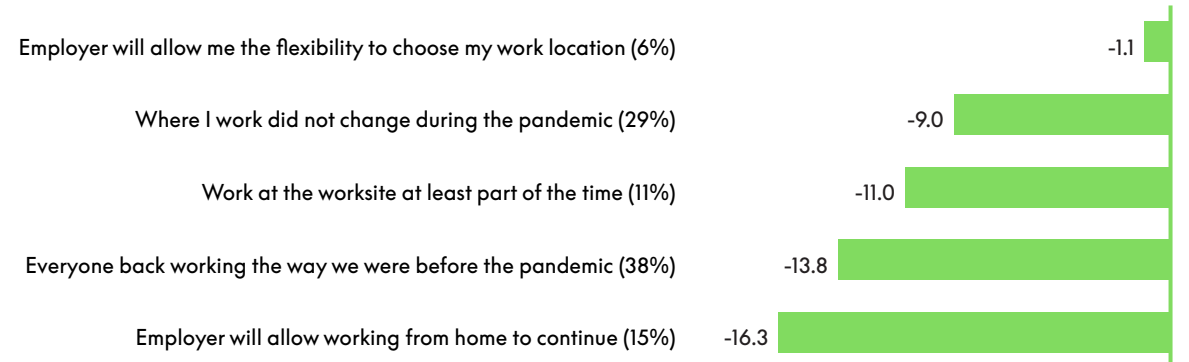 Employer will allow me the flexibility to choose my work location (6%) -1.1
Where I work did not change during the pandemic (29%) -9.0
Work at the worksite at least part of the time (11%) -11.0
Everyone back working the way we were before the pandemic (38%) -13.8
Employer will allow working from home to continue (15%) -16.3